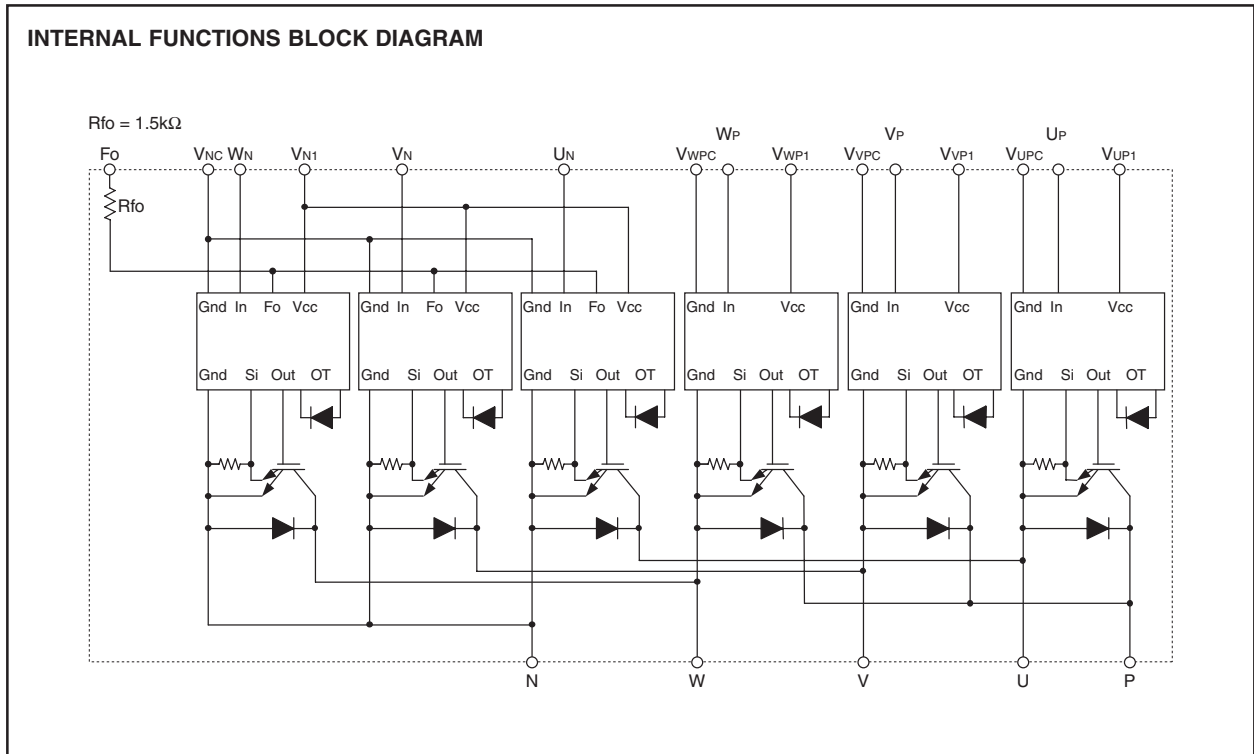 INTERNAL FUNCTIONS BLOCK DIAGRAM
Rfo = 1.5kΩ
WP VP UP
Fo VNC WN VN1 VN UN VWPC VWP1 VVPC VVP1 VUPC VUP1
Rfo
Gnd In Fo Vcc Gnd In Fo Vcc Gnd In Fo Vcc Gnd In Vcc Gnd In Vcc Gnd In Vcc
Gnd Si Out OT Gnd Si Out OT Gnd Si Out OT Gnd Si Out OT Gnd Si Out OT Gnd Si Out OT
N W V U P